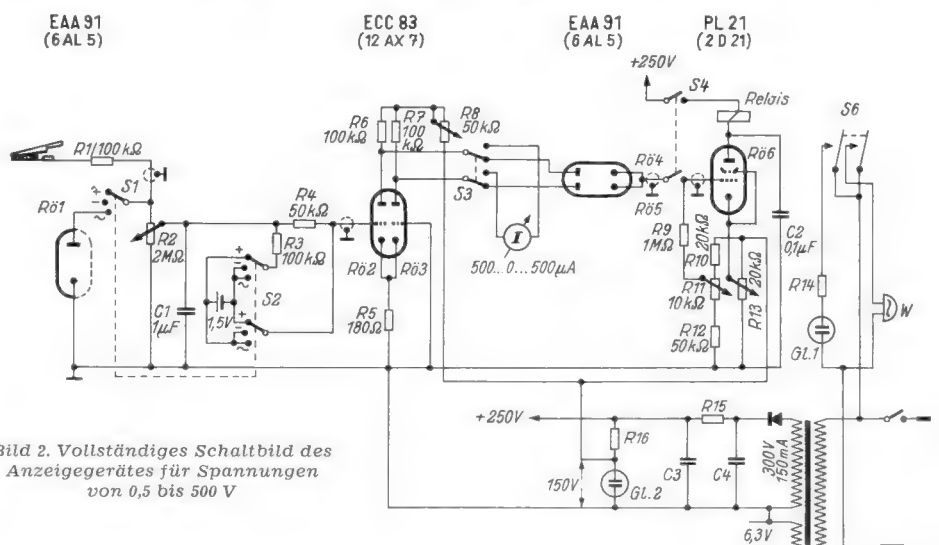 EAA 91
(6 AL 5)
ECC 83
(12 AX 7)
EAA 91
(6 AL 5)
PL 21
(2 D 21)
+250V
S4
Relais
S6
R1/100kΩ
R6
100kΩ
R7
100
kΩ
R8
50kΩ
Rö1
S1
+
-
~
R4
50kΩ
S3
Rö4
Rö5
Rö6
R2
2MΩ
R3
100kΩ
S2
+
-
~
1,5V
-
+
~
C1
1µF
Rö2
Rö3
R5
180Ω
I
500...0...500µA
R9
1MΩ
20kΩ
R10
R11
10kΩ
R12
50kΩ
20kΩ
R13
C2
0,1µF
R14
Gl.1
W
+250V
R15
R16
150V
Gl.2
C3
C4
300V
150mA
6,3V
Bild 2. Vollständiges Schaltbild des
Anzeigegerätes für Spannungen
von 0,5 bis 500 V